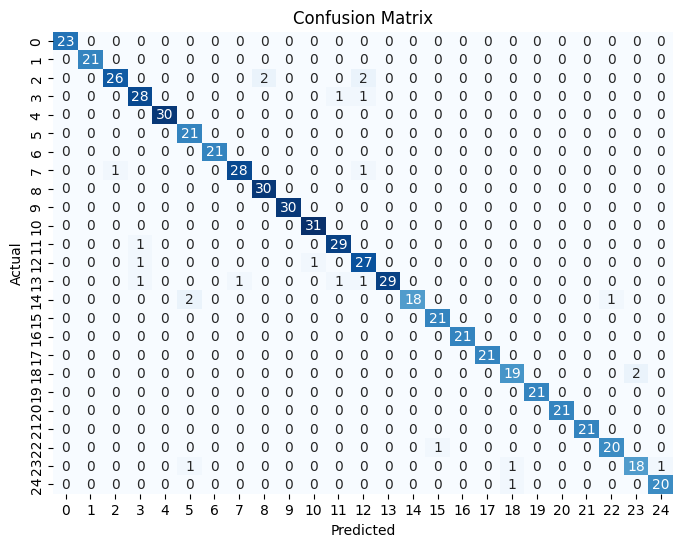 Confusion Matrix
0 23 0 0 0 0 0 0 0 0 0 0 0 0 0 0 0 0 0 0 0 0 0 0 0 0
1 0 21 0 0 0 0 0 0 0 0 0 0 0 0 0 0 0 0 0 0 0 0 0 0 0
2 0 0 26 0 0 0 0 0 2 0 0 0 2 0 0 0 0 0 0 0 0 0 0 0 0
3 0 0 0 28 0 0 0 0 0 0 0 1 1 0 0 0 0 0 0 0 0 0 0 0 0
4 0 0 0 0 30 0 0 0 0 0 0 0 0 0 0 0 0 0 0 0 0 0 0 0 0
5 0 0 0 0 0 21 0 0 0 0 0 0 0 0 0 0 0 0 0 0 0 0 0 0 0
6 0 0 0 0 0 0 21 0 0 0 0 0 0 0 0 0 0 0 0 0 0 0 0 0 0
7 0 0 1 0 0 0 0 28 0 0 0 0 1 0 0 0 0 0 0 0 0 0 0 0 0
8 0 0 0 0 0 0 0 0 30 0 0 0 0 0 0 0 0 0 0 0 0 0 0 0 0
9 0 0 0 0 0 0 0 0 0 30 0 0 0 0 0 0 0 0 0 0 0 0 0 0 0
10 0 0 0 0 0 0 0 0 0 0 31 0 0 0 0 0 0 0 0 0 0 0 0 0 0
11 0 0 0 1 0 0 0 0 0 0 0 29 0 0 0 0 0 0 0 0 0 0 0 0 0
12 0 0 0 1 0 0 0 0 0 0 1 0 27 0 0 0 0 0 0 0 0 0 0 0 0
13 0 0 0 1 0 0 0 1 0 0 0 1 1 29 0 0 0 0 0 0 0 0 0 0 0
14 0 0 0 0 0 2 0 0 0 0 0 0 0 0 18 0 0 0 0 0 0 0 1 0 0
15 0 0 0 0 0 0 0 0 0 0 0 0 0 0 0 21 0 0 0 0 0 0 0 0 0
16 0 0 0 0 0 0 0 0 0 0 0 0 0 0 0 0 21 0 0 0 0 0 0 0 0
17 0 0 0 0 0 0 0 0 0 0 0 0 0 0 0 0 0 21 0 0 0 0 0 0 0
18 0 0 0 0 0 0 0 0 0 0 0 0 0 0 0 0 0 0 19 0 0 0 0 2 0
19 0 0 0 0 0 0 0 0 0 0 0 0 0 0 0 0 0 0 0 21 0 0 0 0 0
20 0 0 0 0 0 0 0 0 0 0 0 0 0 0 0 0 0 0 0 0 21 0 0 0 0
21 0 0 0 0 0 0 0 0 0 0 0 0 0 0 0 0 0 0 0 0 0 21 0 0 0
22 0 0 0 0 0 0 0 0 0 0 0 0 0 0 0 1 0 0 0 0 0 0 20 0 0
23 0 0 0 0 0 1 0 0 0 0 0 0 0 0 0 0 0 0 1 0 0 0 0 18 1
24 0 0 0 0 0 0 0 0 0 0 0 0 0 0 0 0 0 0 1 0 0 0 0 0 20
Actual
0 1 2 3 4 5 6 7 8 9 10 11 12 13 14 15 16 17 18 19 20 21 22 23 24
Predicted